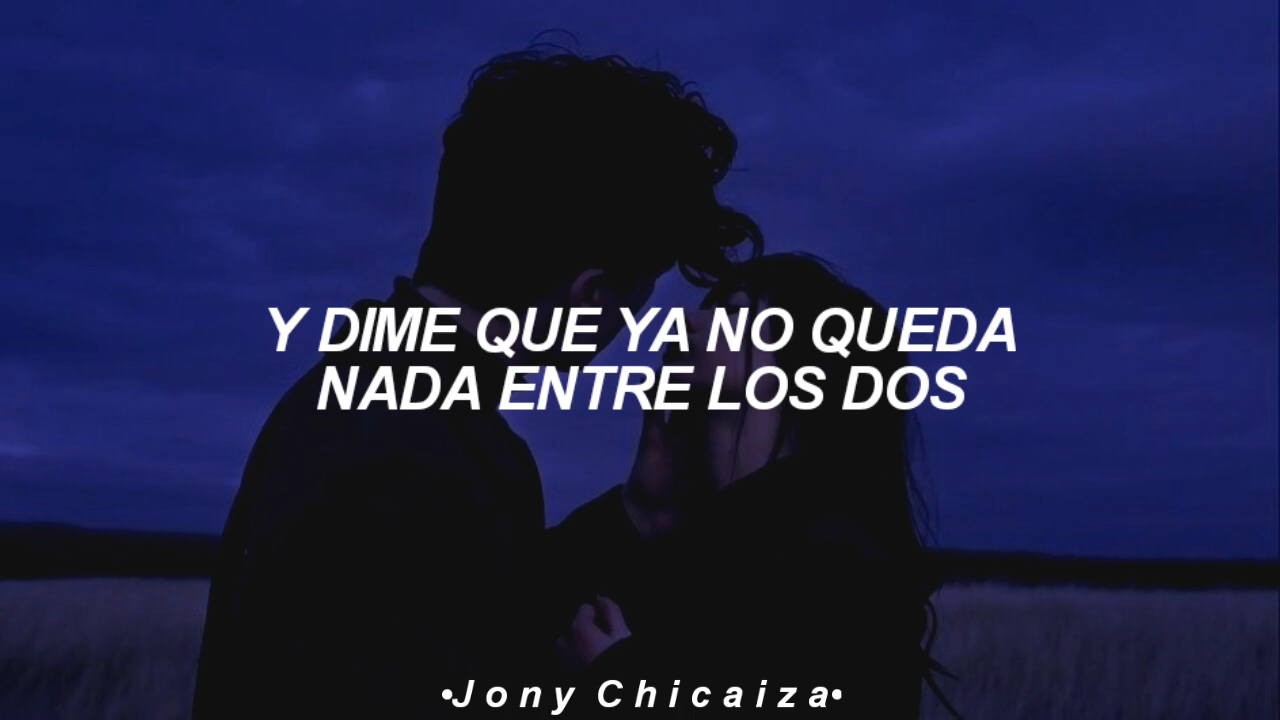 Y DIME QUE YA NO QUEDA
NADA ENTRE LOS DOS
•Jony Chicaiza•